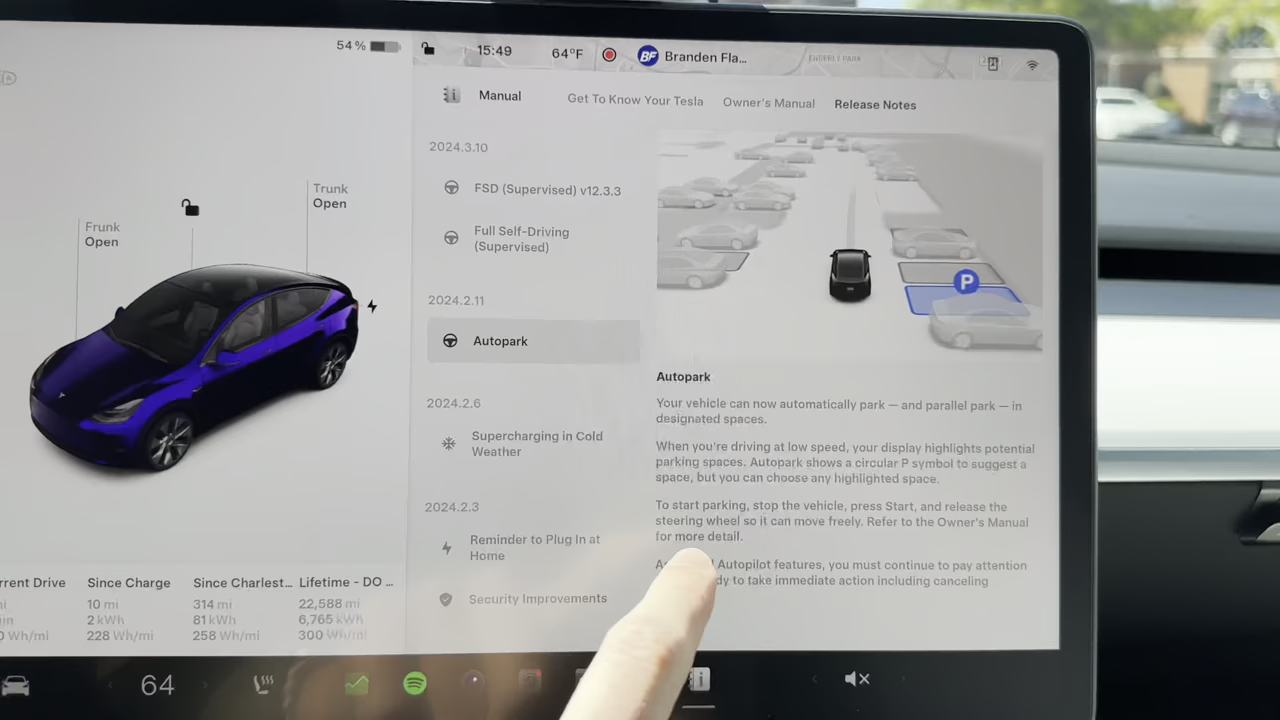 54 %
15:49
64°F
BF
Branden Fla...
Manual
Get To Know Your Tesla
Owner's Manual
Release Notes
Frunk
Open
Trunk
Open
2024.3.10
FSD (Supervised) v12.3.3
Full Self-Driving
(Supervised)
2024.2.11
Autopark
2024.2.6
Supercharging in Cold
Weather
2024.2.3
Reminder to Plug In at
Home
Security Improvements
P
Autopark
Your vehicle can now automatically park — and parallel park — in
designated spaces.
When you're driving at low speed, your display highlights potential
parking spaces. Autopark shows a circular P symbol to suggest a
space, but you can choose any highlighted space.
To start parking, stop the vehicle, press Start, and release the
steering wheel so it can move freely. Refer to the Owner's Manual
for more detail.
Autopilot features, you must continue to pay attention
to take immediate action including canceling
rrent Drive
Since Charge
10 mi
2 kWh
228 Wh/mi
Since Charlest...
314 mi
81 kWh
258 Wh/mi
Lifetime - DO ...
22,588 mi
6,765 kWh
300 Wh/mi
64